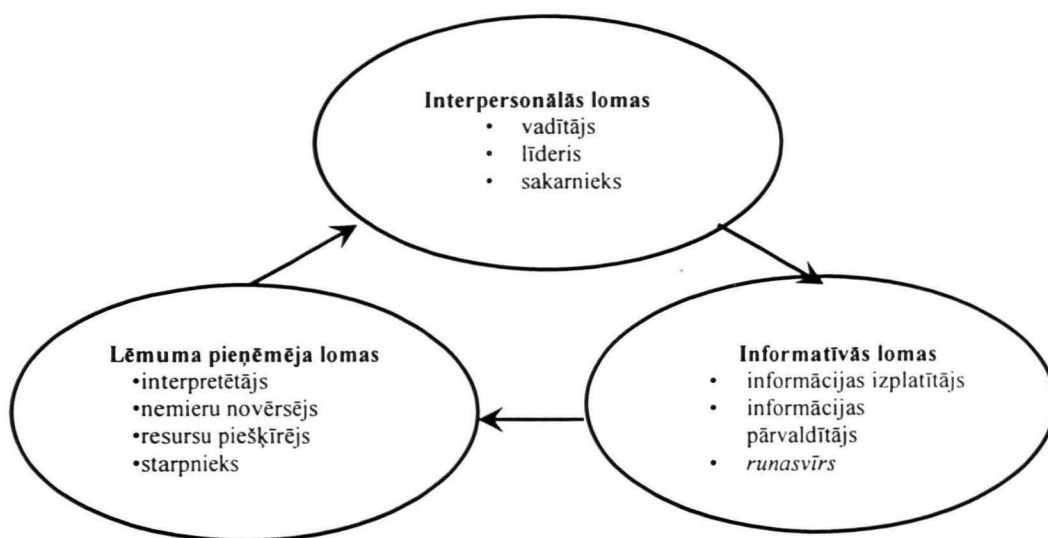 Interpersonālās lomas
• vadītājs
• līderis
• sakarnieks
Lēmuma pieņēmēja lomas
•interpretētājs
•nemieru novērsējs
•resursu piešķīrējs
•starpnieks
Informatīvās lomas
• informācijas izplatītājs
• informācijas
pārvaldītājs
• runasvīrs